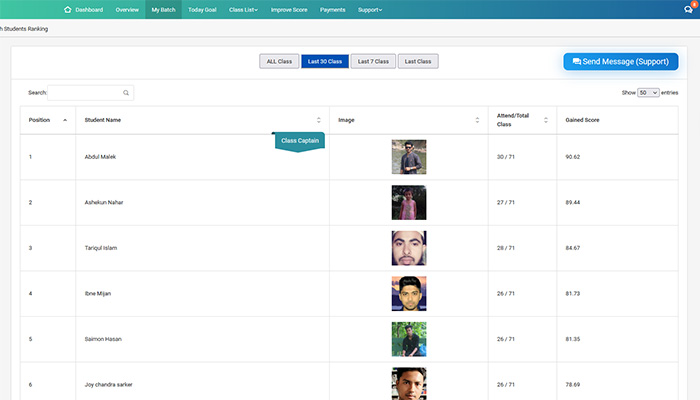 Dashboard Overview My Batch Today Goal Class List Improve Score Payments Support
Students Ranking
ALL Class Last 30 Class Last 7 Class Last Class
Send Message (Support)
Search:
Show 50 entries
Position Student Name Image Attend/Total Class Gained Score
Class Captain
1 Abdul Malek 30 / 71 90.62
2 Ashekun Nahar 27 / 71 89.44
3 Tariqul Islam 28 / 71 84.67
4 Ibne Mijan 26 / 71 81.73
5 Saimon Hasan 26 / 71 81.35
6 Joy chandra sarker 26 / 71 78.69